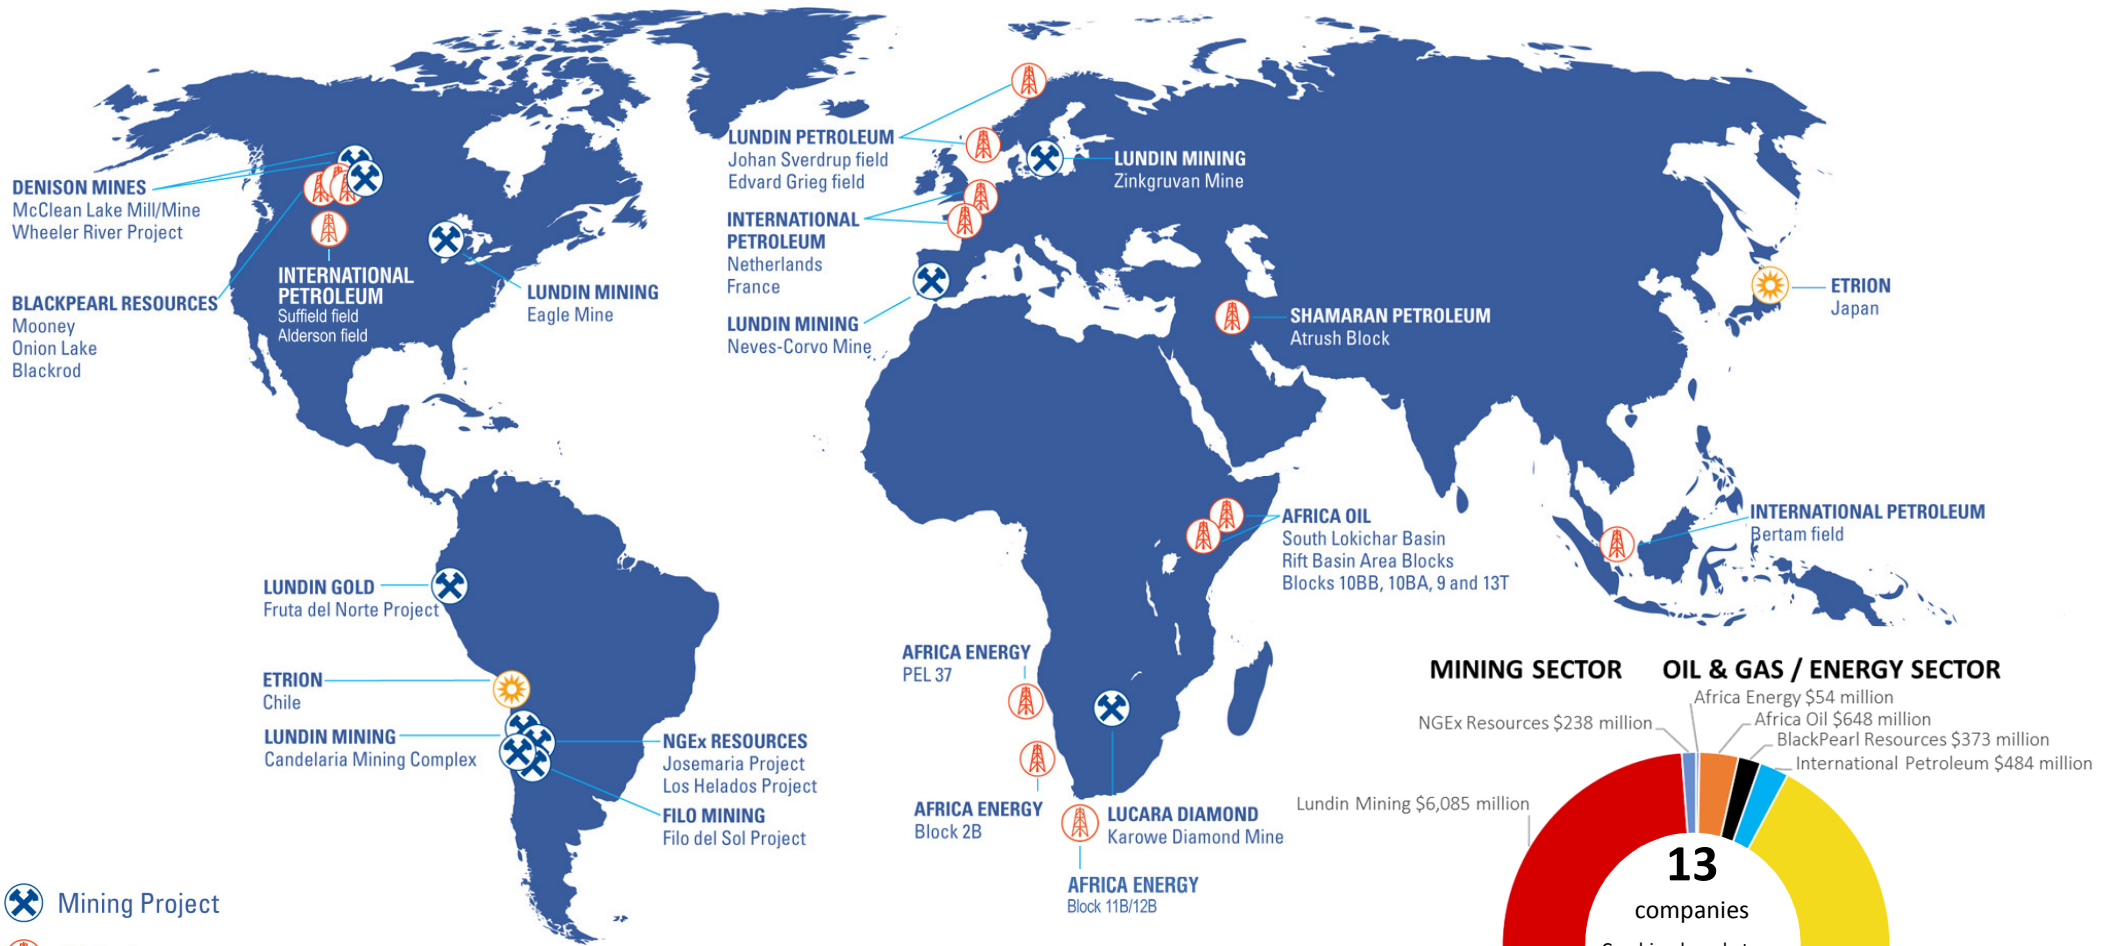 LUNDIN PETROLEUM
Johan Sverdrup field
Edvard Grieg field
LUNDIN MINING
Zinkgruvan Mine
DENISON MINES
McClean Lake Mill/Mine
Wheeler River Project
INTERNATIONAL
PETROLEUM
Netherlands
France
INTERNATIONAL
PETROLEUM
Suffield field
Alderson field
BLACKPEARL RESOURCES
Mooney
Onion Lake
Blackrod
LUNDIN MINING
Eagle Mine
LUNDIN MINING
Neves-Corvo Mine
SHAMARAN PETROLEUM
Atrush Block
ETRION
Japan
AFRICA OIL
South Lokichar Basin
Rift Basin Area Blocks
Blocks 10BB, 10BA, 9 and 13T
INTERNATIONAL PETROLEUM
Bertam field
LUNDIN GOLD
Fruta del Norte Project
ETRION
Chile
LUNDIN MINING
Candelaria Mining Complex
NGEx RESOURCES
Josemaria Project
Los Helados Project
FILO MINING
Filo del Sol Project
AFRICA ENERGY
PEL 37
AFRICA ENERGY
Block 2B
LUCARA DIAMOND
Karowe Diamond Mine
AFRICA ENERGY
Block 11B/12B
MINING SECTOR
OIL & GAS / ENERGY SECTOR
Africa Energy $54 million
NGEx Resources $238 million
Africa Oil $648 million
BlackPearl Resources $373 million
International Petroleum $484 million
Lundin Mining $6,085 million
13
companies
Mining Project